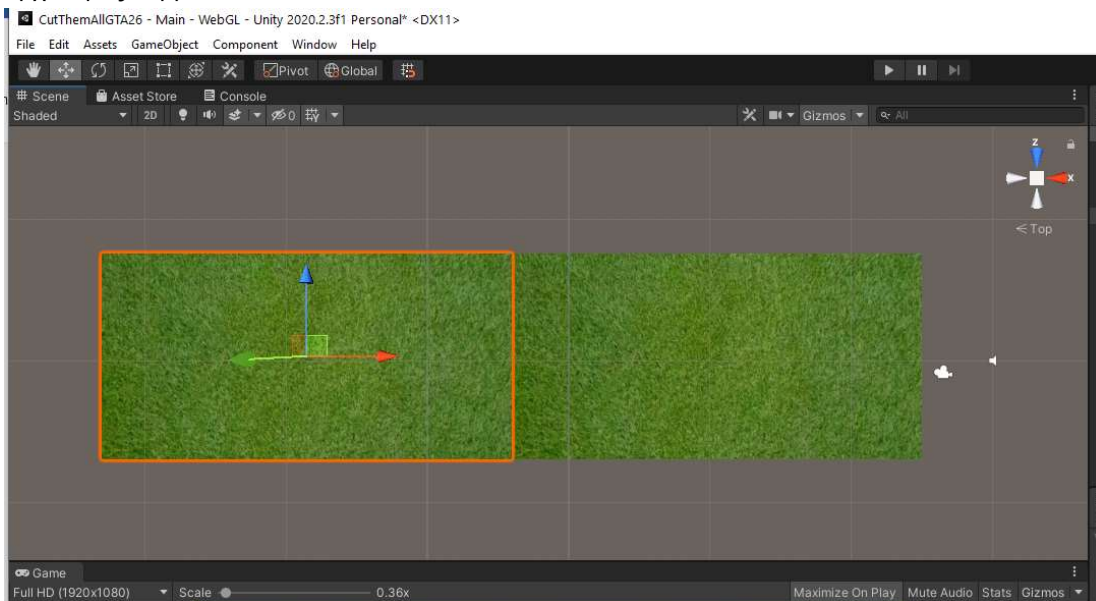 CutThemAllGTA26 - Main - WebGL - Unity 2020.2.3f1 Personal* <DX11>
File Edit Assets GameObject Component Window Help
Pivot Global
Scene Asset Store Console
Shaded 2D 0 Gizmos All
z
x
Top
Game
Full HD (1920x1080) Scale 0.36x Maximize On Play Mute Audio Stats Gizmos